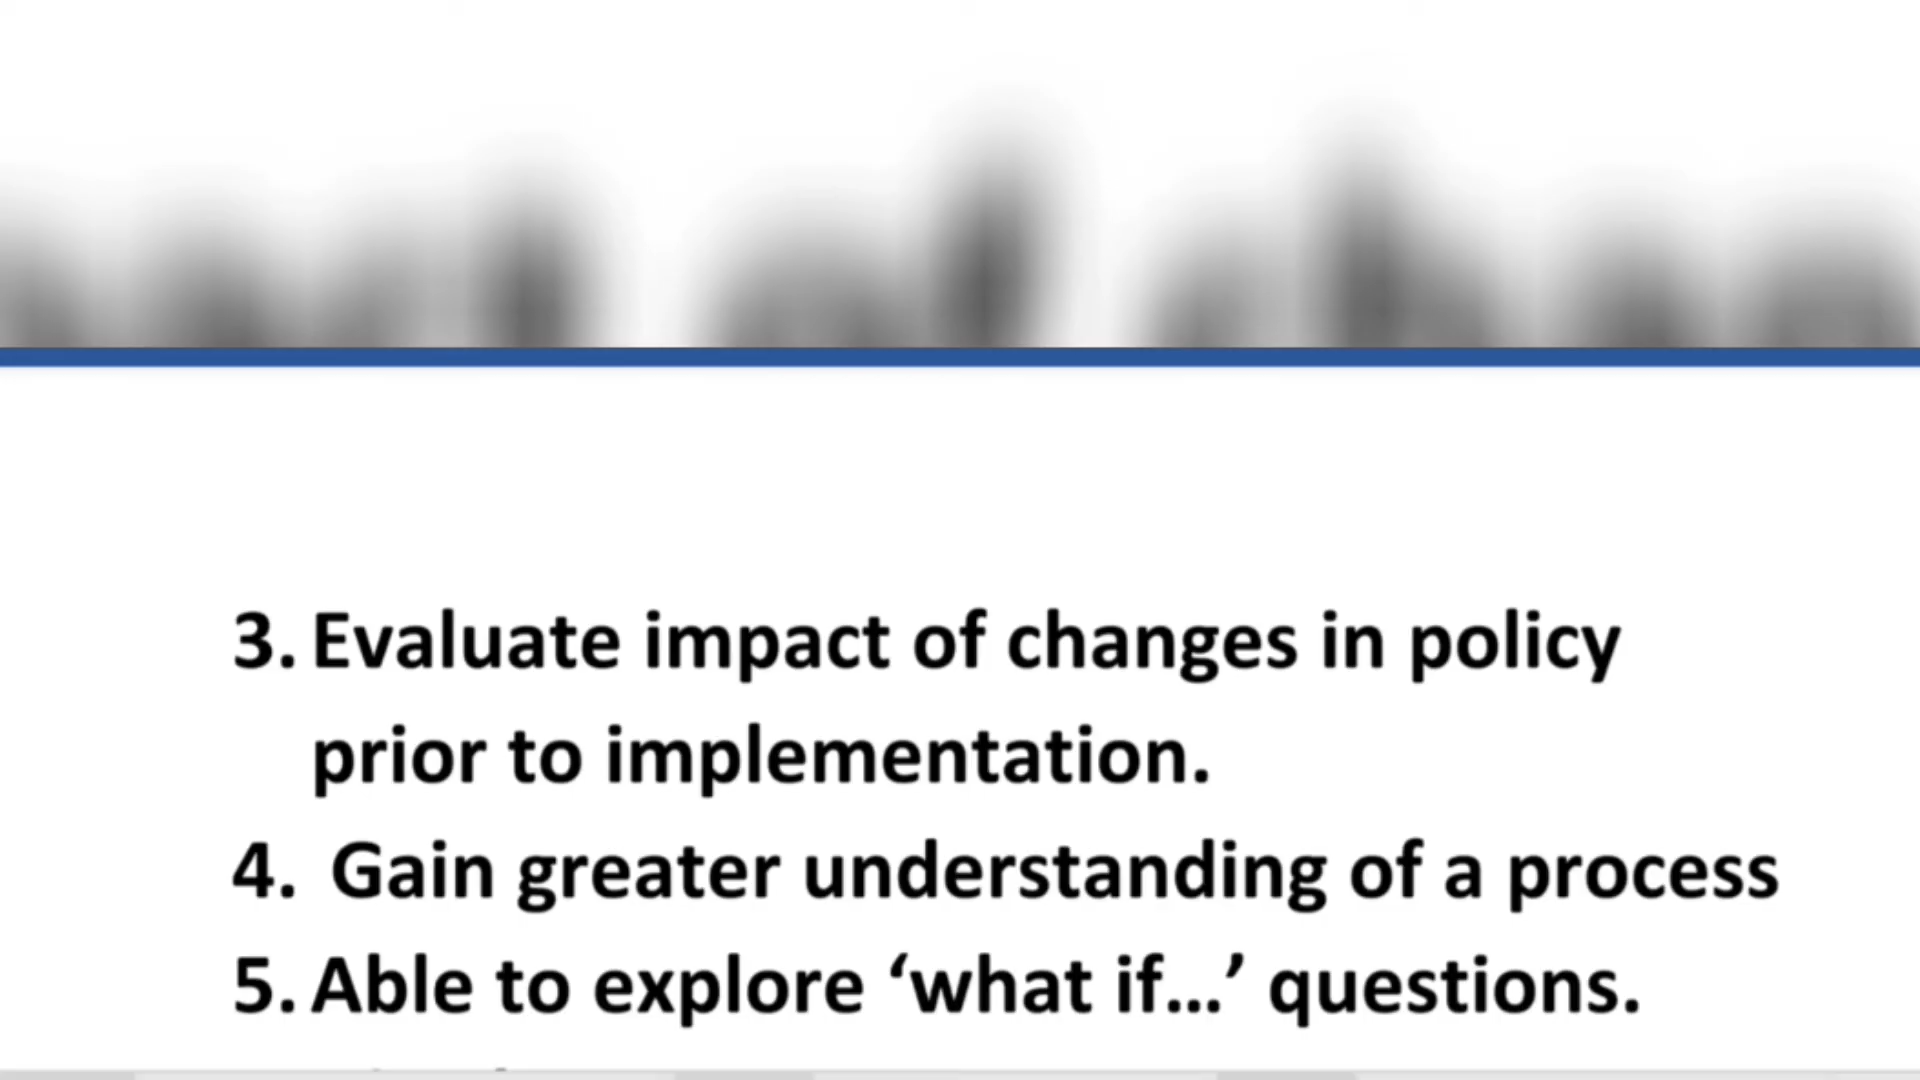 3. Evaluate impact of changes in policy
prior to implementation.
4. Gain greater understanding of a process
5. Able to explore ‘what if...’ questions.